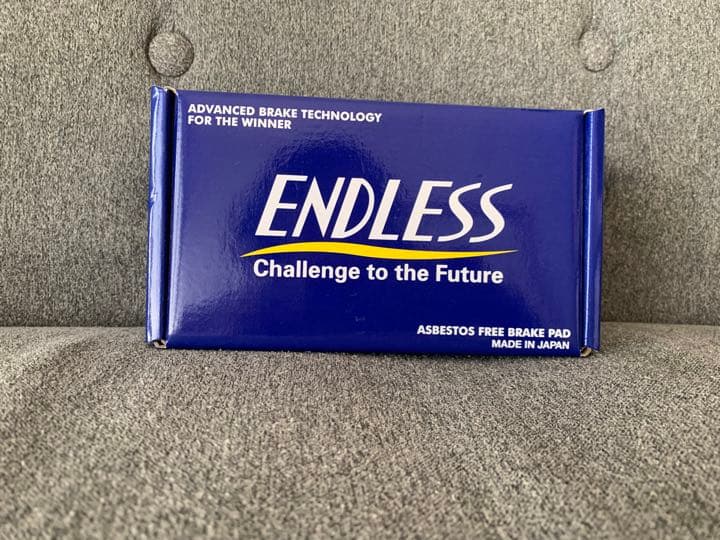 ADVANCED BRAKE TECHNOLOGY
FOR THE WINNER
ENDLESS
Challenge to the Future
ASBESTOS FREE BRAKE PAD
MADE IN JAPAN